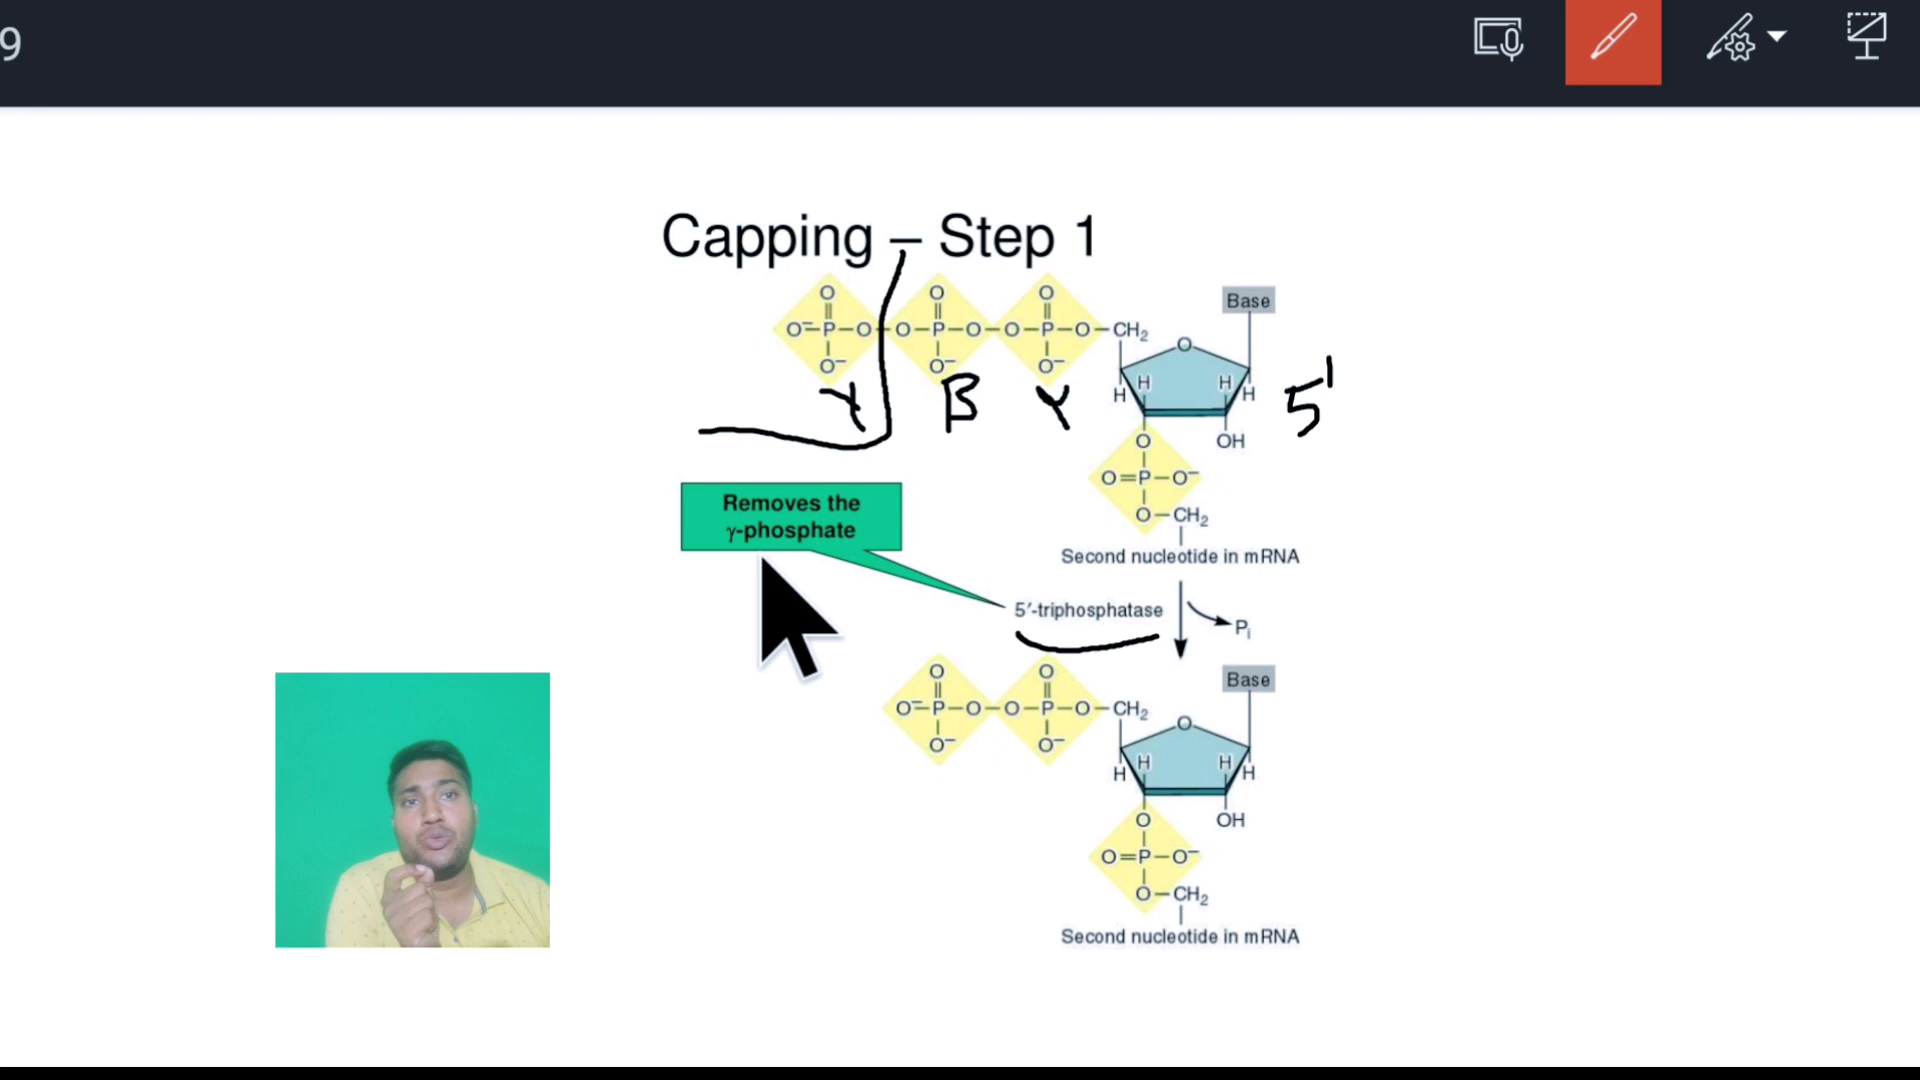 9
Capping – Step 1
O O O Base
O⁻–P–O–O–P–O–O–P–O–CH₂ O
O⁻ O⁻ O⁻ H H H H
γ B γ 5'
O OH
O=P–O⁻
Removes the
γ-phosphate
O–CH₂
Second nucleotide in mRNA
5′-triphosphatase
Pᵢ
O O Base
O⁻–P–O–O–P–O–CH₂ O
O⁻ O⁻ H H H H
O OH
O=P–O⁻
O–CH₂
Second nucleotide in mRNA